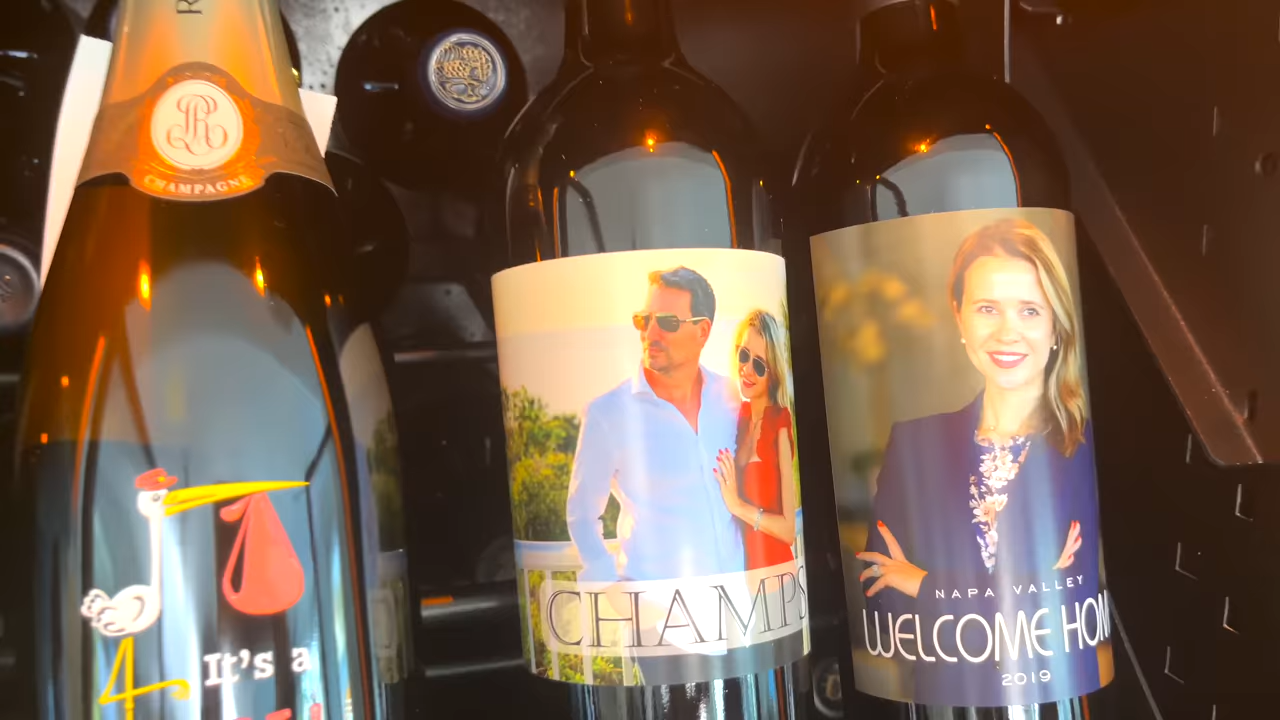 CHAMPAGNE
It's a
CHAMPS
NAPA VALLEY
WELCOME HOM
2019